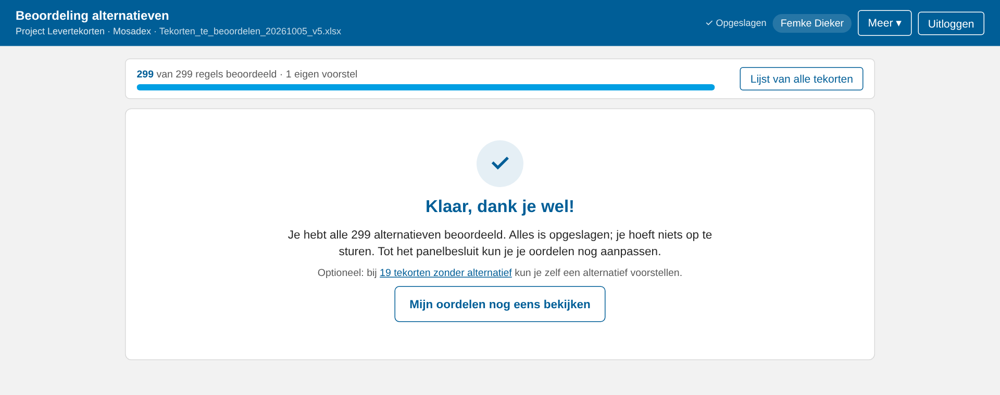 Beoordeling alternatieven
Project Levertekorten · Mosadex · Tekorten_te_beoordelen_20261005_v5.xlsx
✓ Opgeslagen
Femke Dieker
Meer ▾
Uitloggen
299 van 299 regels beoordeeld · 1 eigen voorstel
Lijst van alle tekorten
Klaar, dank je wel!
Je hebt alle 299 alternatieven beoordeeld. Alles is opgeslagen; je hoeft niets op te
sturen. Tot het panelbesluit kun je je oordelen nog aanpassen.
Optioneel: bij 19 tekorten zonder alternatief kun je zelf een alternatief voorstellen.
Mijn oordelen nog eens bekijken